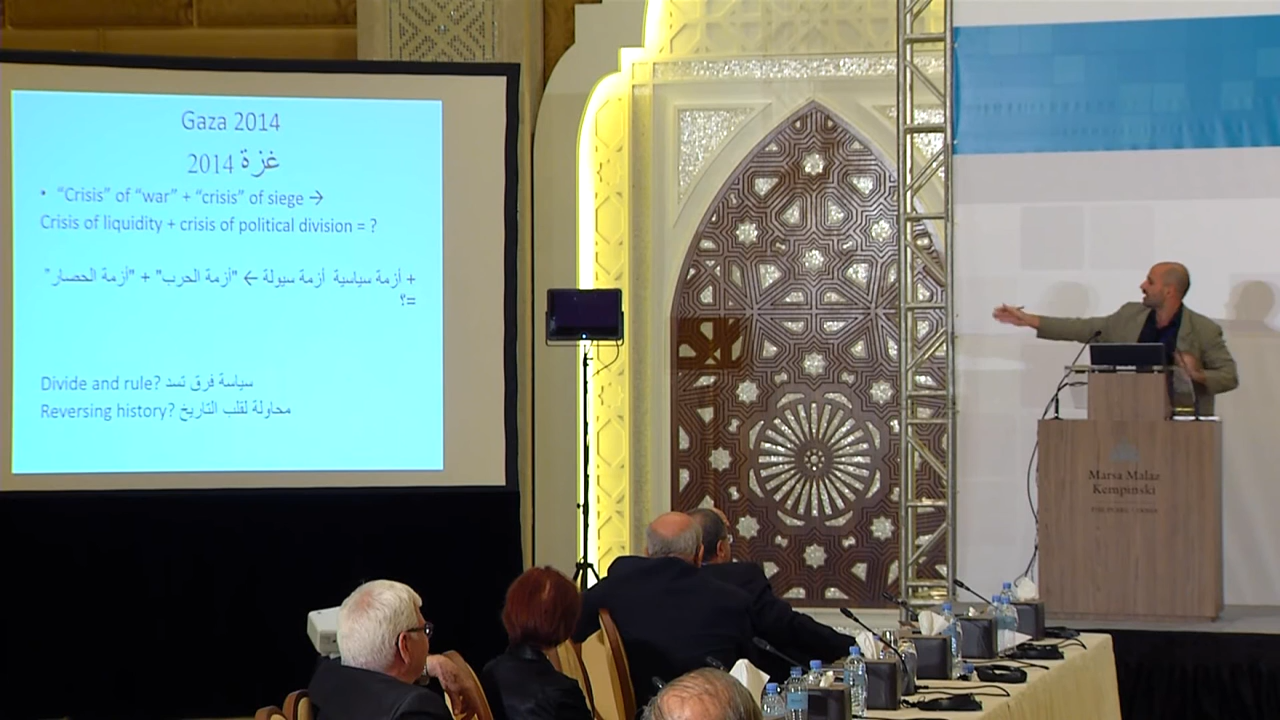 Gaza 2014
غزة 2014
• “Crisis” of “war” + “crisis” of siege →
Crisis of liquidity + crisis of political division = ?
+ أزمة سياسية أزمة سيولة ← "أزمة الحرب" + "أزمة الحصار"
=؟
Divide and rule? سياسة فرق تسد
Reversing history? محاولة لقلب التاريخ
Marsa Malaz
Kempinski